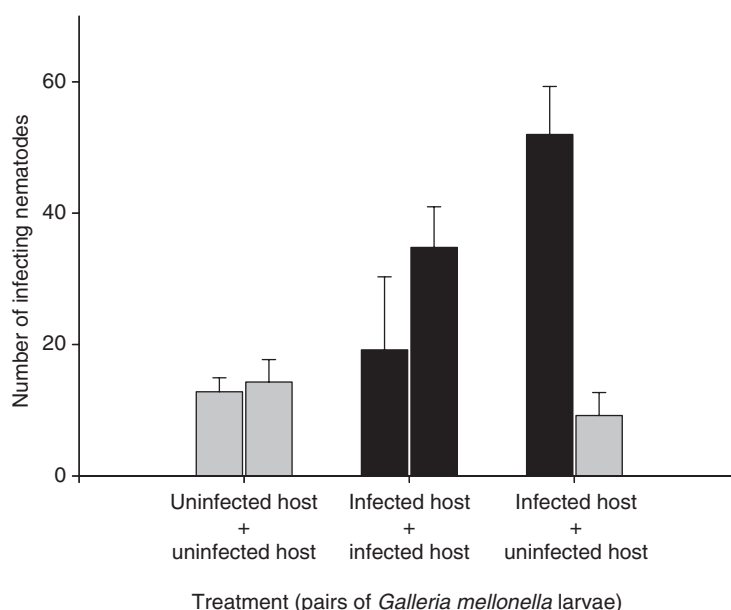 Number of infecting nematodes
60
40
20
0
Uninfected host
+
uninfected host
Infected host
+
infected host
Infected host
+
uninfected host
Treatment (pairs of Galleria mellonella larvae)